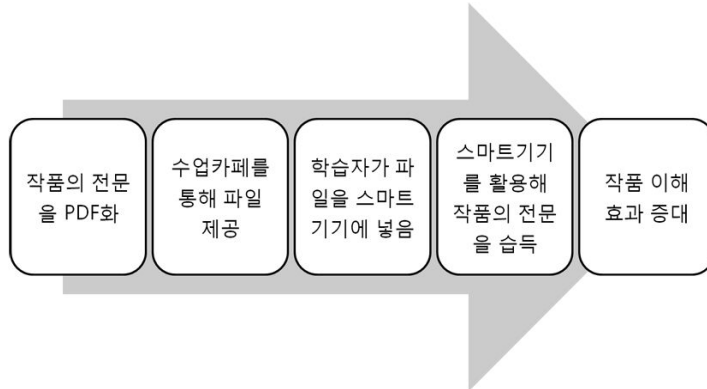 작품의 전문
을 PDF화
수업카페를
통해 파일
제공
학습자가 파
일을 스마트
기기에 넣음
스마트기기
를 활용해
작품의 전문
을 습득
작품 이해
효과 증대